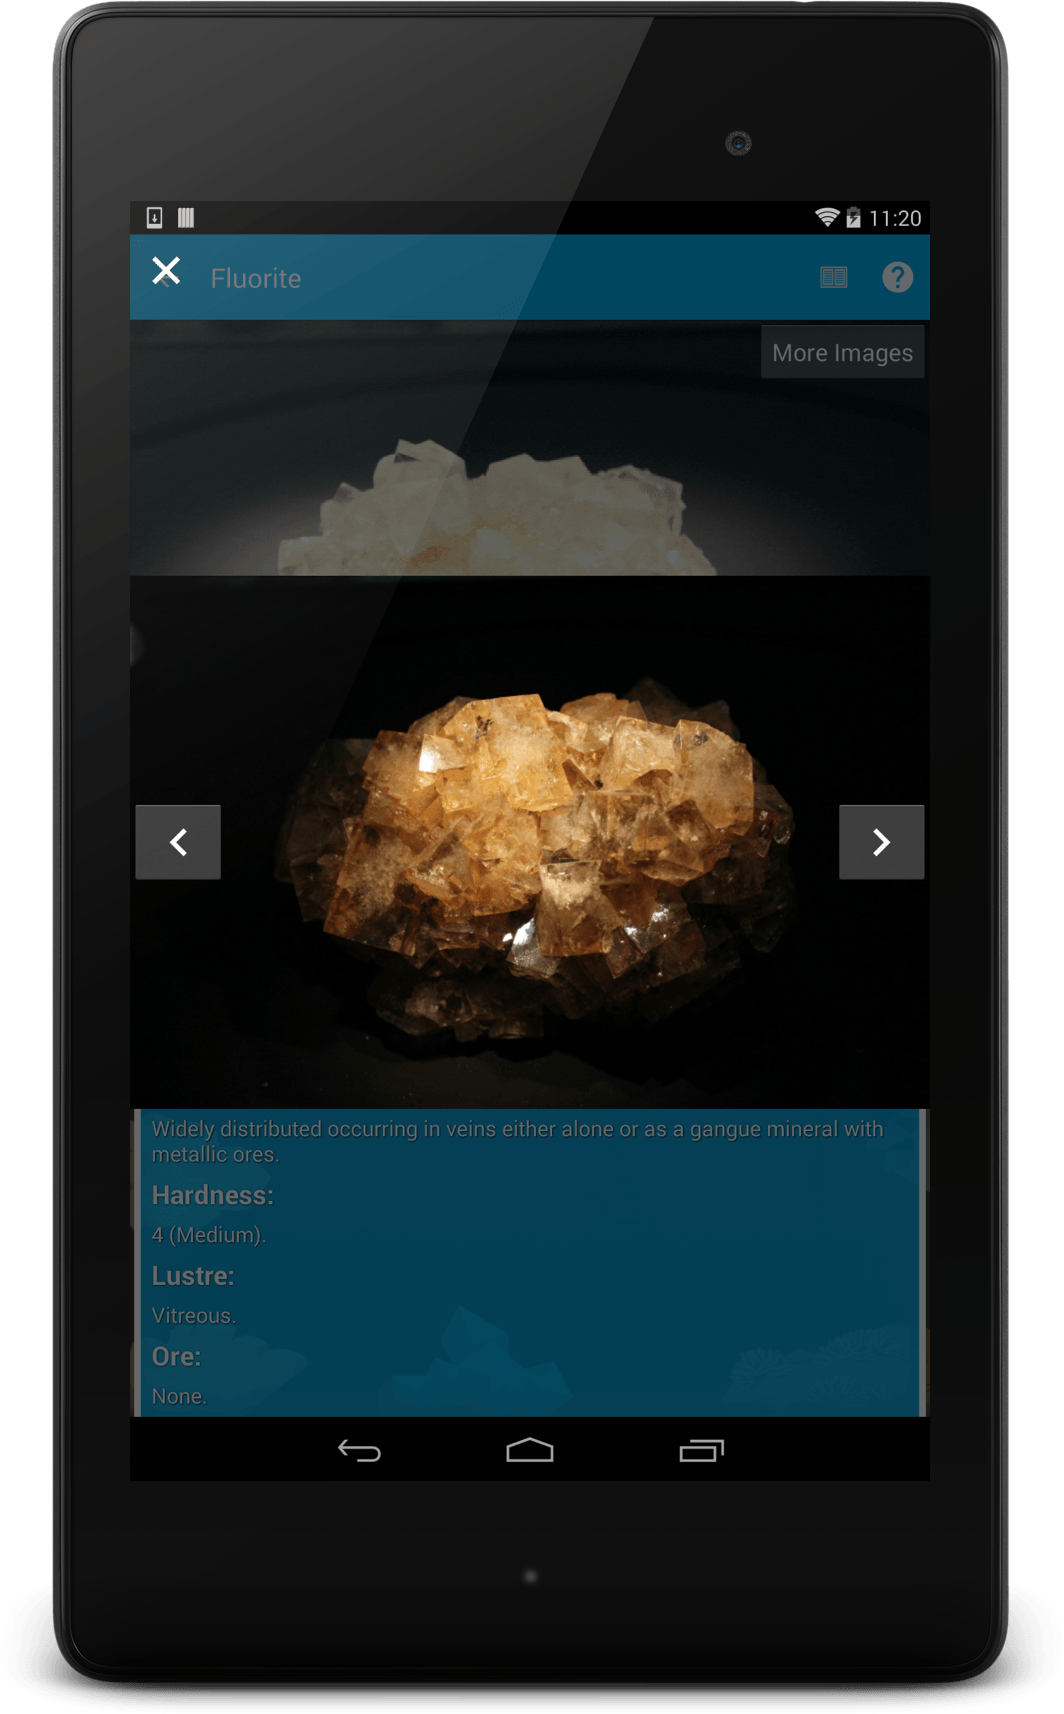 11:20
Fluorite
More Images
Widely distributed occurring in veins either alone or as a gangue mineral with
metallic ores.
Hardness:
4 (Medium).
Lustre:
Vitreous.
Ore:
None.